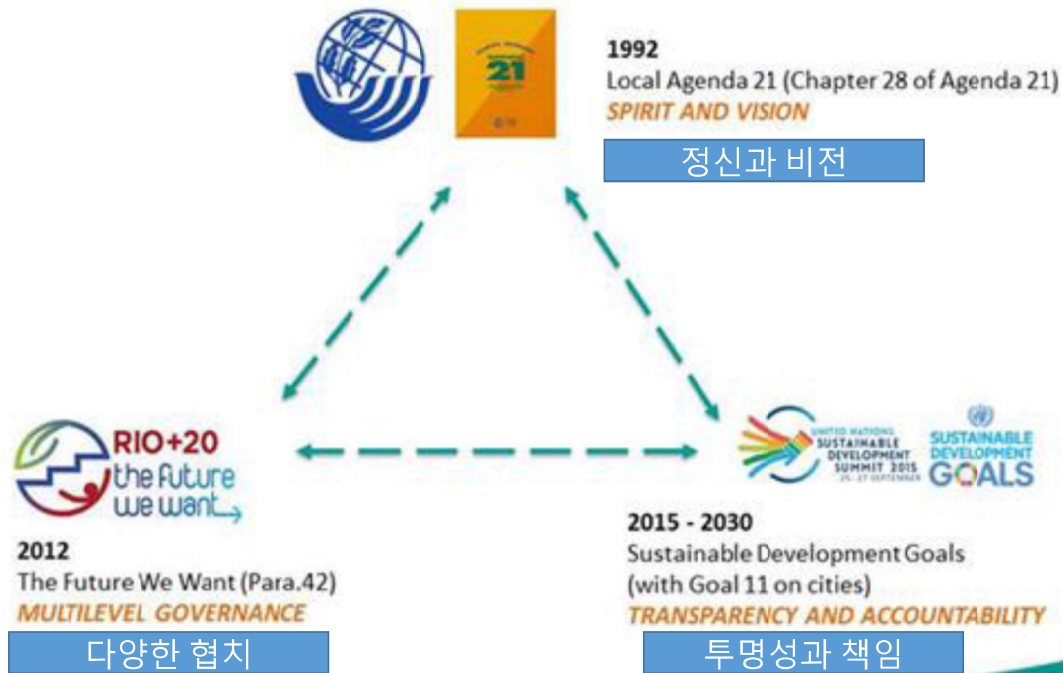 21
1992
Local Agenda 21 (Chapter 28 of Agenda 21)
SPIRIT AND VISION
정신과 비전
RIO+20
the future
we want
2012
The Future We Want (Para.42)
MULTILEVEL GOVERNANCE
다양한 협치
UNITED NATIONS
SUSTAINABLE
DEVELOPMENT
SUMMIT 2015
25 - 27 SEPTEMBER
SUSTAINABLE
DEVELOPMENT
GOALS
2015 - 2030
Sustainable Development Goals
(with Goal 11 on cities)
TRANSPARENCY AND ACCOUNTABILITY
투명성과 책임